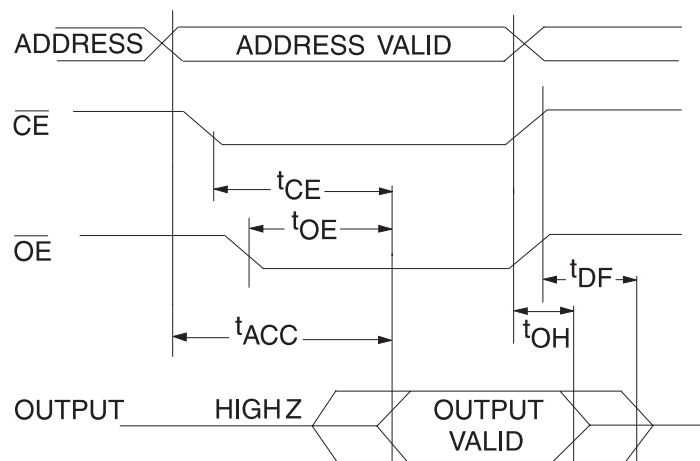 ADDRESS ADDRESS VALID
CE
tCE
tOE
OE
tDF
tACC
tOH
OUTPUT HIGH Z OUTPUT
VALID